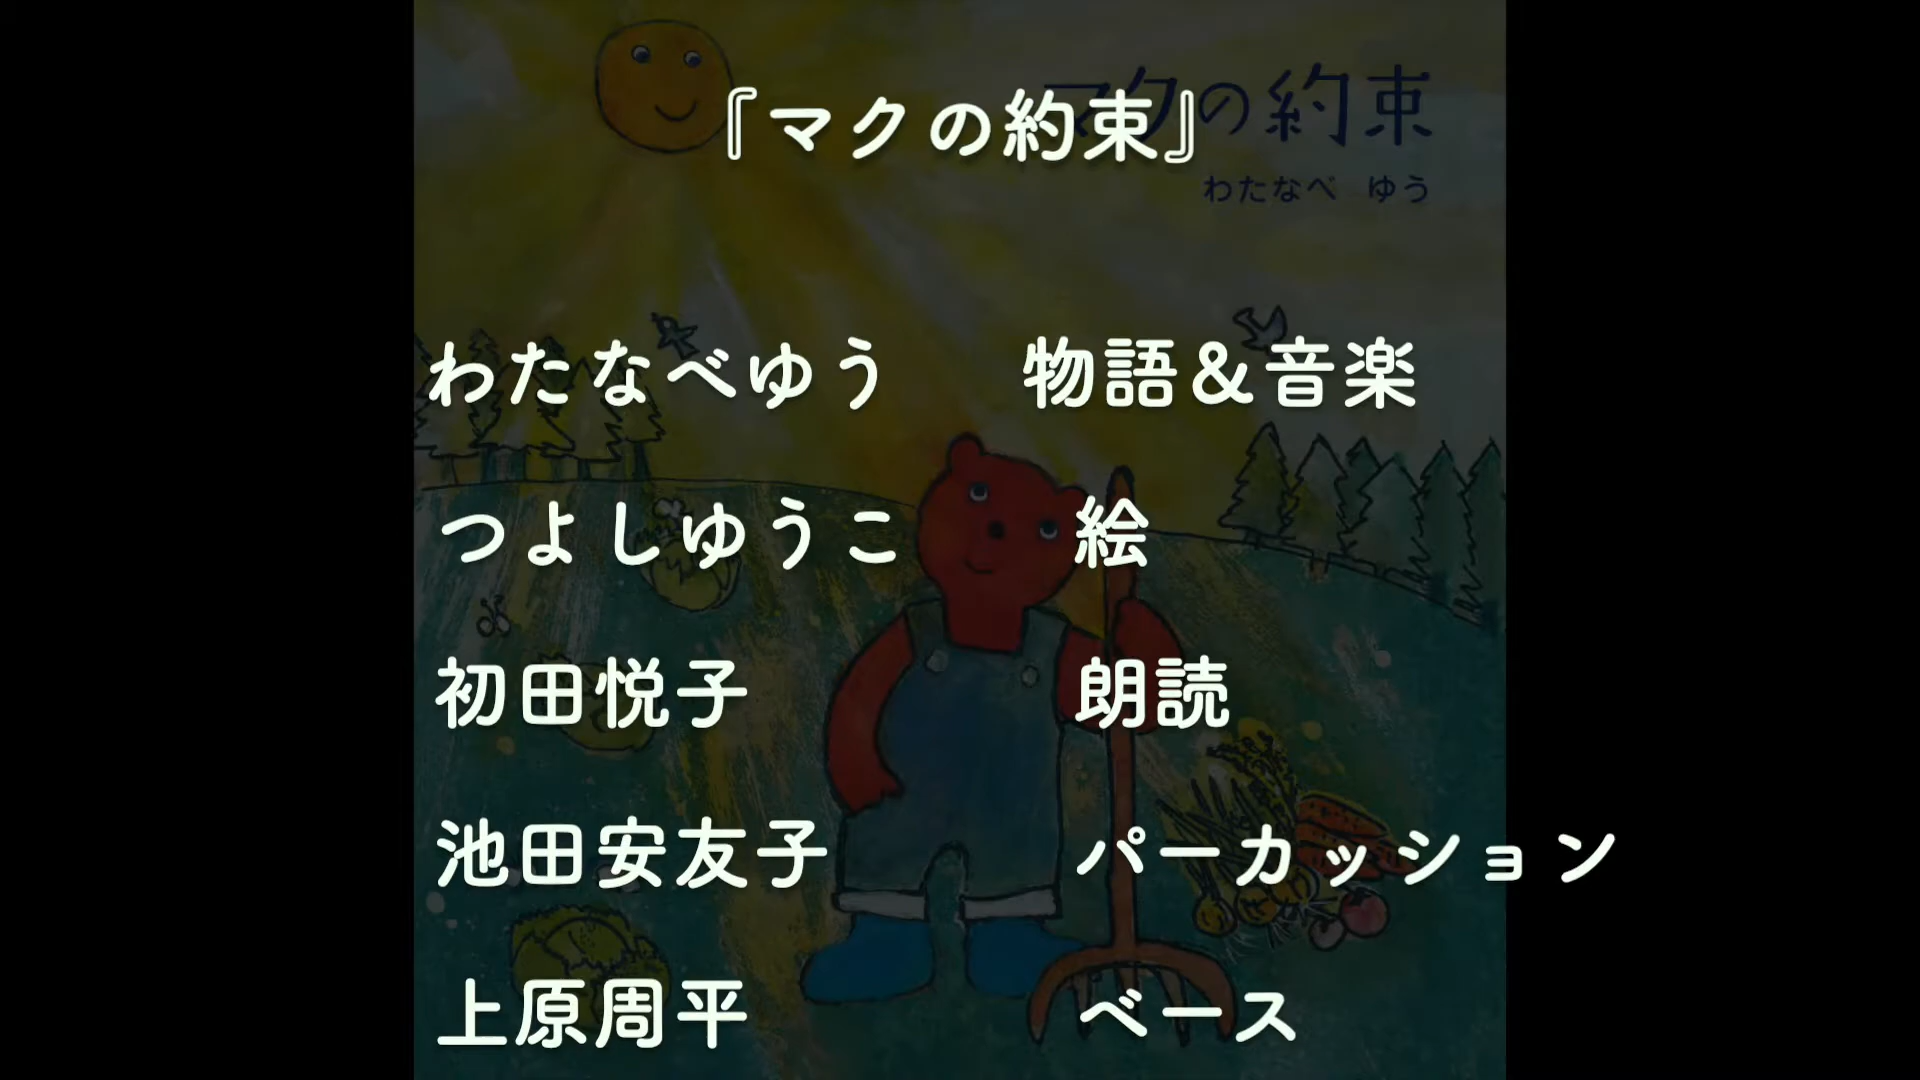 『マクの約束』
マクの約束
わたなべ ゆう
わたなべゆう 物語＆音楽
つよしゆうこ 絵
初田悦子 朗読
池田安友子 パーカッション
上原周平 ベース